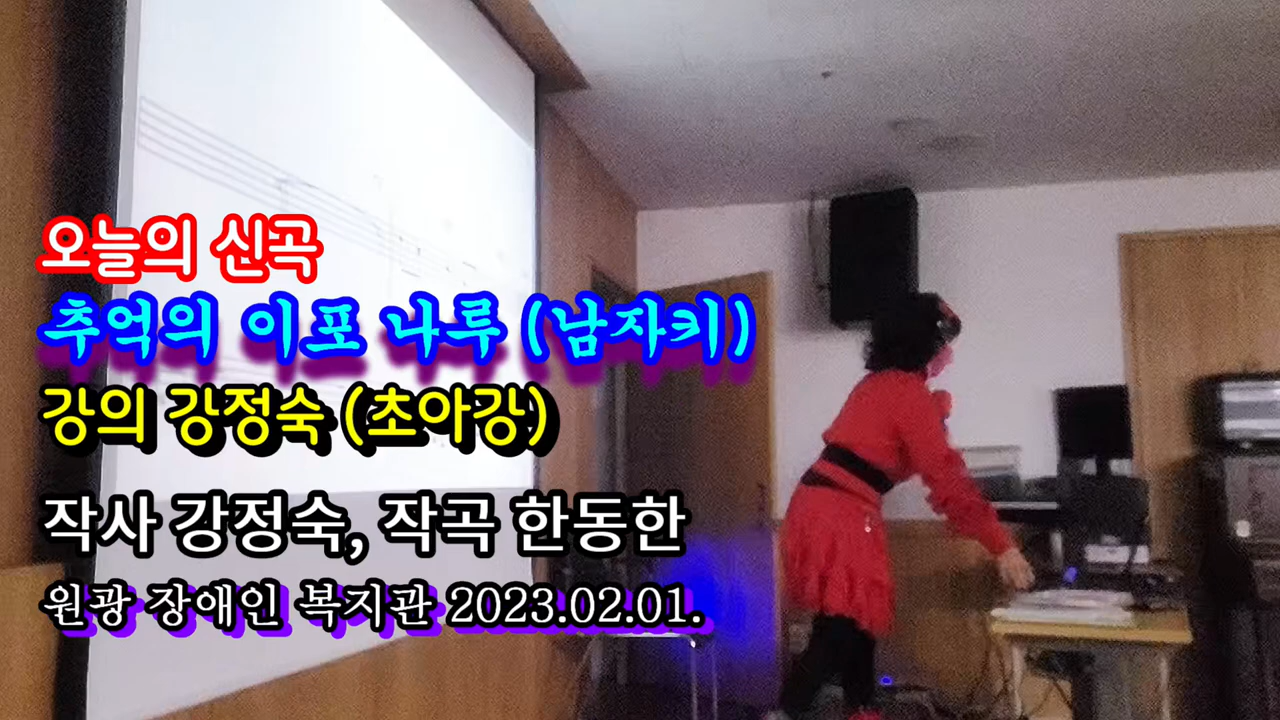 오늘의 신곡
추억의 이포 나루 (남자키)
강의 강정숙 (초아강)
작사 강정숙, 작곡 한동한
원광 장애인 복지관 2023.02.01.